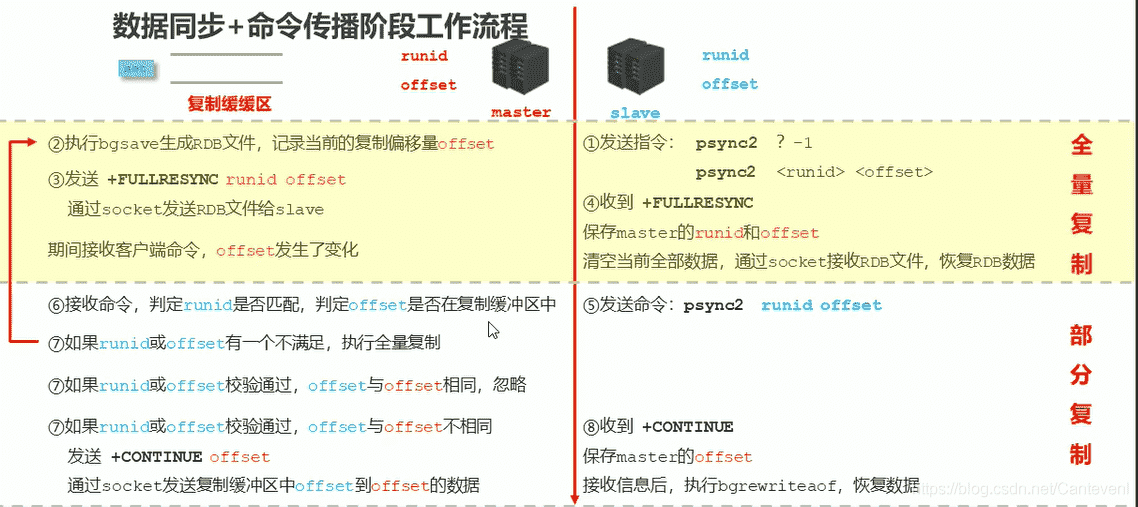 数据同步+命令传播阶段工作流程
复制缓缓区
runid
offset
master
runid
offset
slave
②执行bgsave生成RDB文件，记录当前的复制偏移量offset
③发送 +FULLRESYNC runid offset
通过socket发送RDB文件给slave
期间接收客户端命令，offset发生了变化
①发送指令： psync2 ? -1
psync2 <runid> <offset>
④收到 +FULLRESYNC
保存master的runid和offset
清空当前全部数据，通过socket接收RDB文件，恢复RDB数据
全
量
复
制
⑥接收命令，判定runid是否匹配，判定offset是否在复制缓冲区中
⑦如果runid或offset有一个不满足，执行全量复制
⑦如果runid或offset校验通过，offset与offset相同，忽略
⑦如果runid或offset校验通过，offset与offset不相同
发送 +CONTINUE offset
通过socket发送复制缓冲区中offset到offset的数据
⑤发送命令：psync2 runid offset
⑧收到 +CONTINUE
保存master的offset
接收信息后，执行bgrewriteaof，恢复数据
部
分
复
制
https://blog.csdn.net/Cantevenl